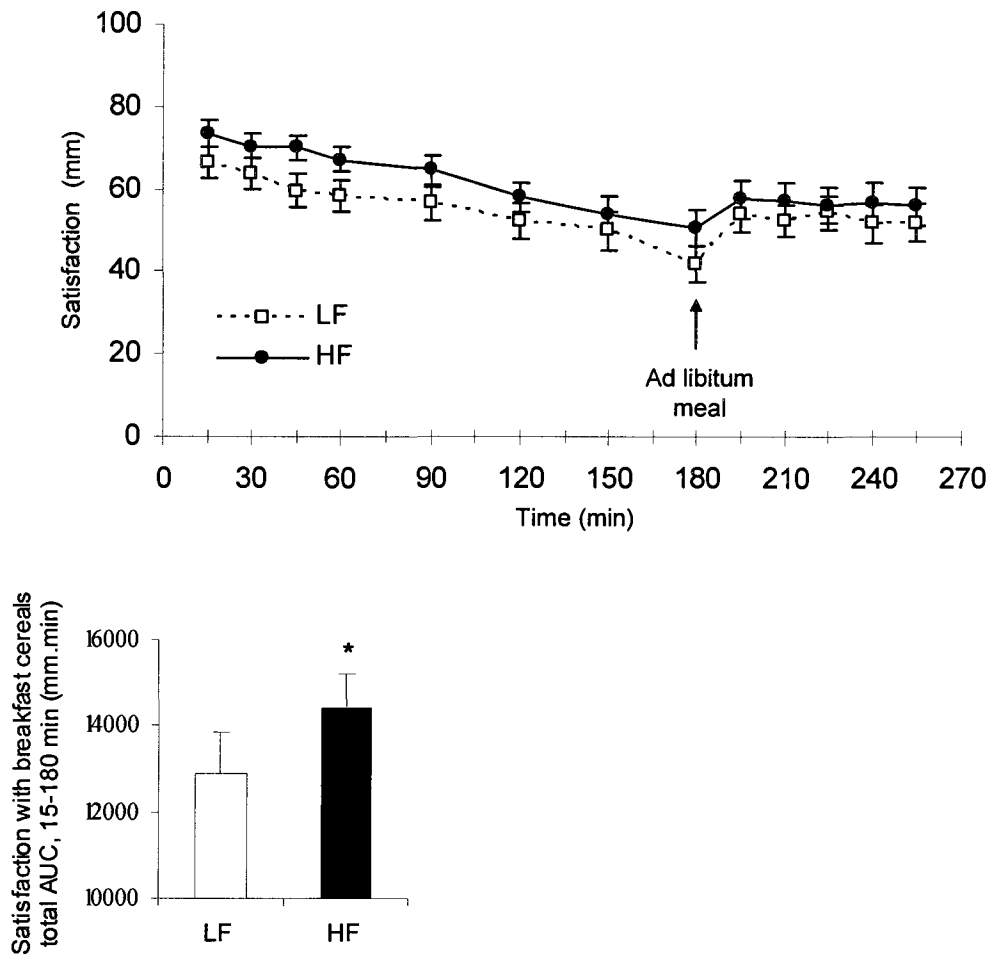 100
80
60
40
20
0
Satisfaction (mm)
LF
HF
Ad libitum
meal
0 30 60 90 120 150 180 210 240 270
Time (min)
Satisfaction with breakfast cereals
total AUC, 15-180 min (mm.min)
16000
14000
12000
10000
*
LF HF